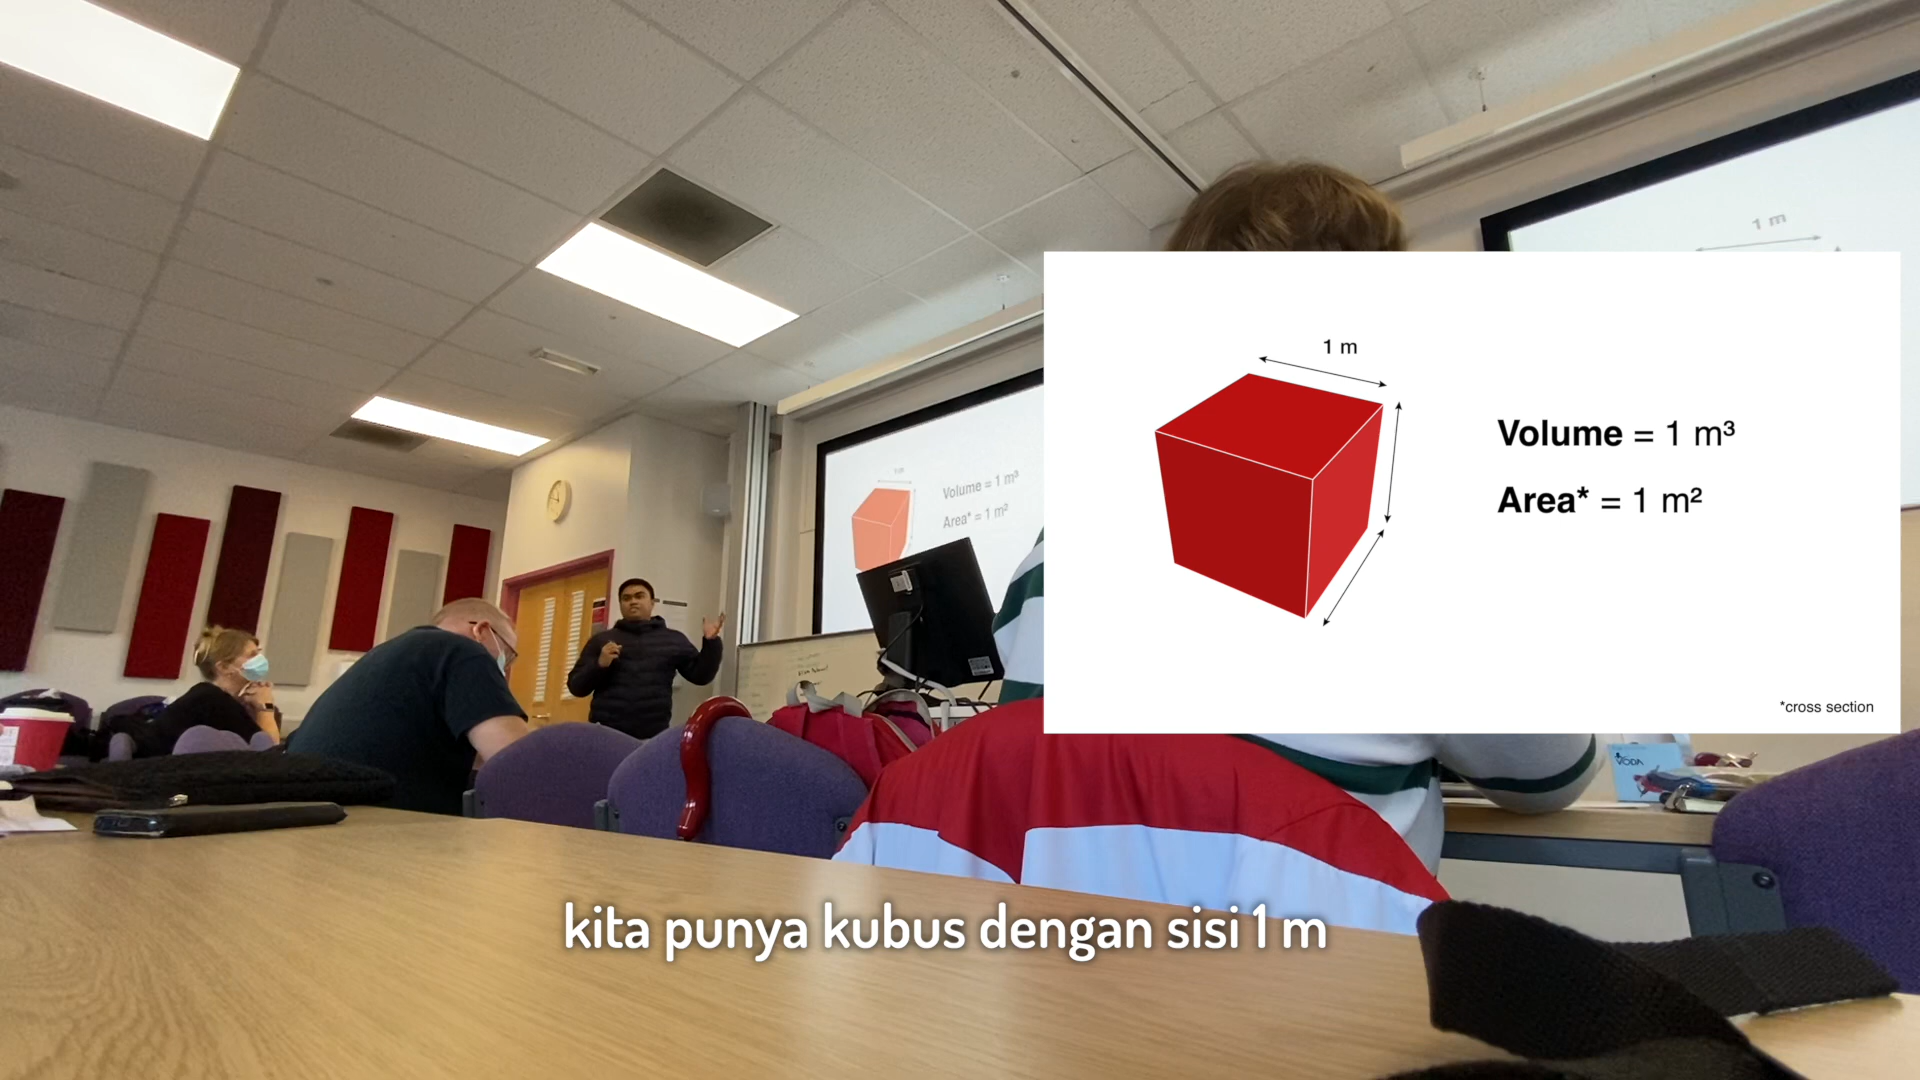 1 m
1 m
Volume = 1 m³
Area* = 1 m²
Volume = 1 m³
Area* = 1 m²
*cross section
VODA
kita punya kubus dengan sisi 1 m